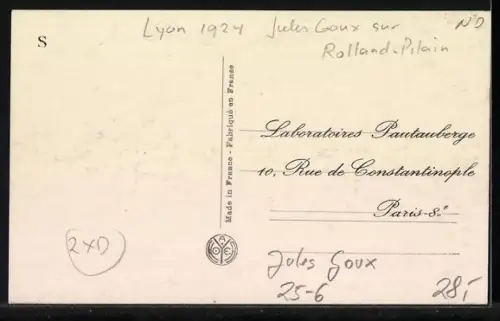 Lyon 1924 Jules Goux sur
Rolland-Pilain
ND
S
Made in France - Fabriqué en France
Laboratoires Pautauberge
10, Rue de Constantinople
Paris-8e
2XD
Jules Goux
25-6
28,-